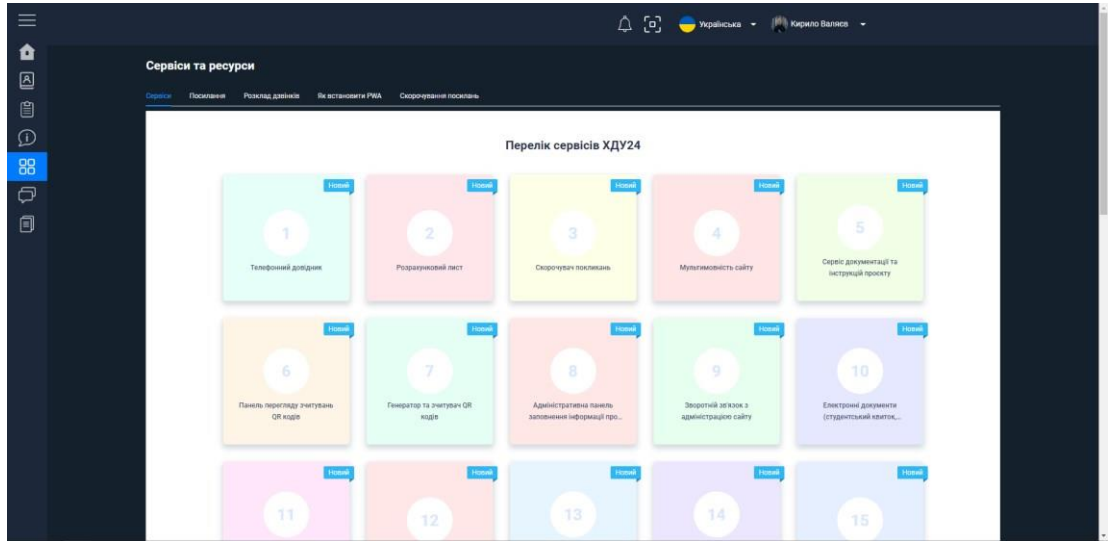 Українська
Кирило Валяєв
Сервіси та ресурси
Сервіси Посилання Розклад дзвінків Як встановити PWA Скорочування посилань
Перелік сервісів ХДУ24
Новий Новий Новий Новий Новий
1 2 3 4 5
Телефонний довідник
Розрахунковий лист
Скорочувач покликань
Мультимовність сайту
Сервіс документації та
інструкцій проєкту
Новий Новий Новий Новий Новий
6 7 8 9 10
Панель перегляду зчитувань
QR кодів
Генератор та зчитувач QR
кодів
Адміністративна панель
заповнення інформації про...
Зворотній зв'язок з
адміністрацією сайту
Електронні документи
(студентський квиток,...
Новий Новий Новий Новий Новий
11 12 13 14 15